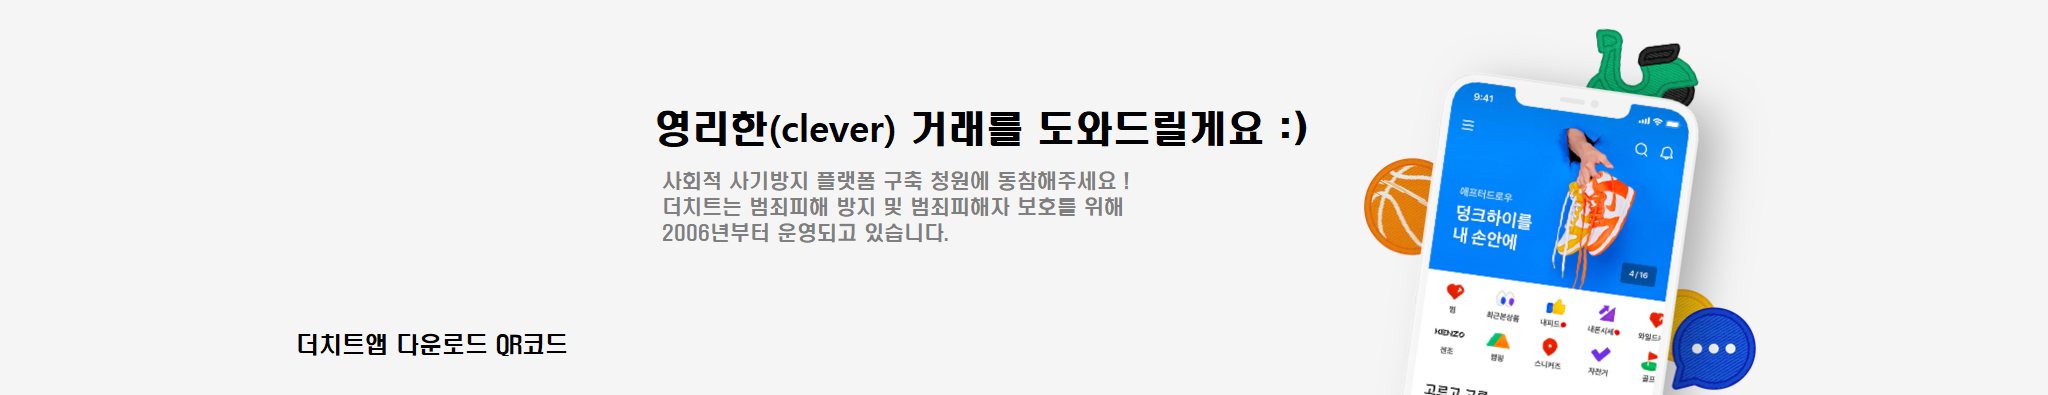 영리한(clever) 거래를 도와드릴게요 :)
사회적 사기방지 플랫폼 구축 청원에 동참해주세요 !
더치트는 범죄피해 방지 및 범죄피해자 보호를 위해
2006년부터 운영되고 있습니다.
더치트앱 다운로드 QR코드
9:41
애프터드로우
덩크하이를
내 손안에
4/16
찜
최근본상품
내피드
내폰시세
와일드
KENZO
겐조
캠핑
스니커즈
자전거
골프